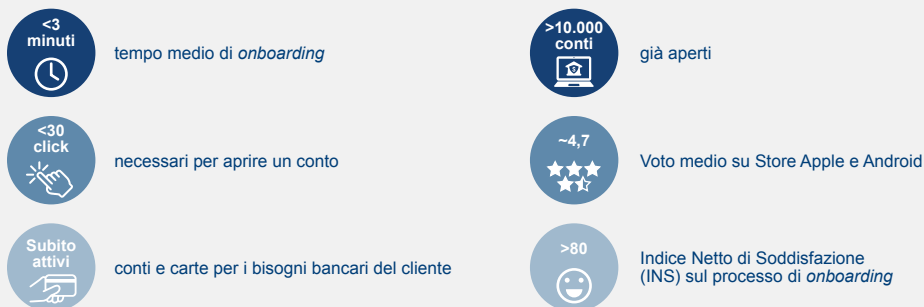 <3
minuti
tempo medio di onboarding
>10.000
conti
già aperti
<30
click
necessari per aprire un conto
~4,7
Voto medio su Store Apple e Android
Subito
attivi
conti e carte per i bisogni bancari del cliente
>80
Indice Netto di Soddisfazione
(INS) sul processo di onboarding